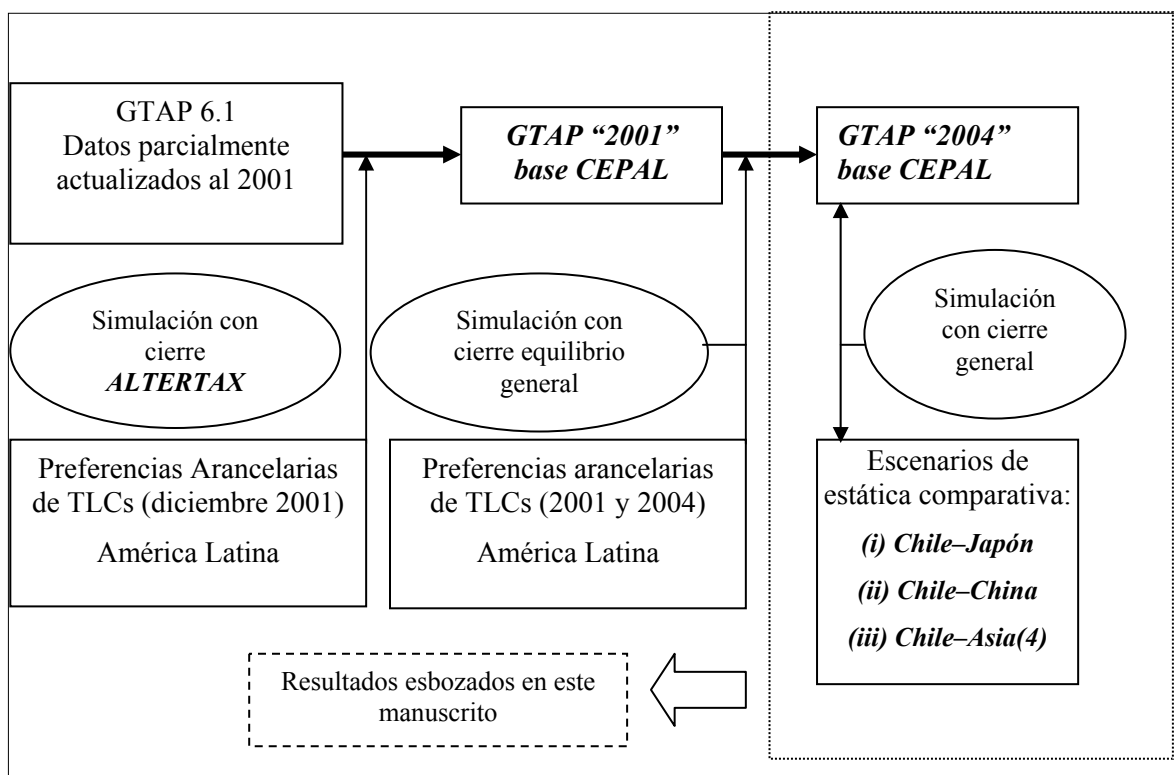 GTAP 6.1
Datos parcialmente
actualizados al 2001
GTAP “2001”
base CEPAL
GTAP “2004”
base CEPAL
Simulación con
cierre
ALTERTAX
Simulación con
cierre equilibrio
general
Simulación
con cierre
general
Preferencias Arancelarias
de TLCs (diciembre 2001)
América Latina
Preferencias arancelarias
de TLCs (2001 y 2004)
América Latina
Escenarios de
estática comparativa:
(i) Chile–Japón
(ii) Chile–China
(iii) Chile–Asia(4)
Resultados esbozados en este
manuscrito